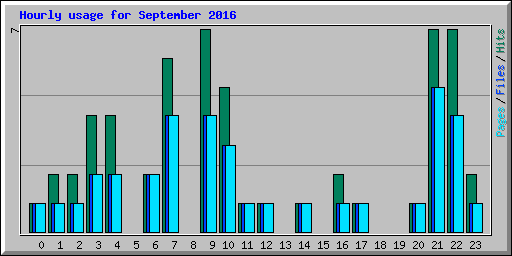 Hourly usage for September 2016
7
Pages / Files / Hits
0 1 2 3 4 5 6 7 8 9 10 11 12 13 14 15 16 17 18 19 20 21 22 23